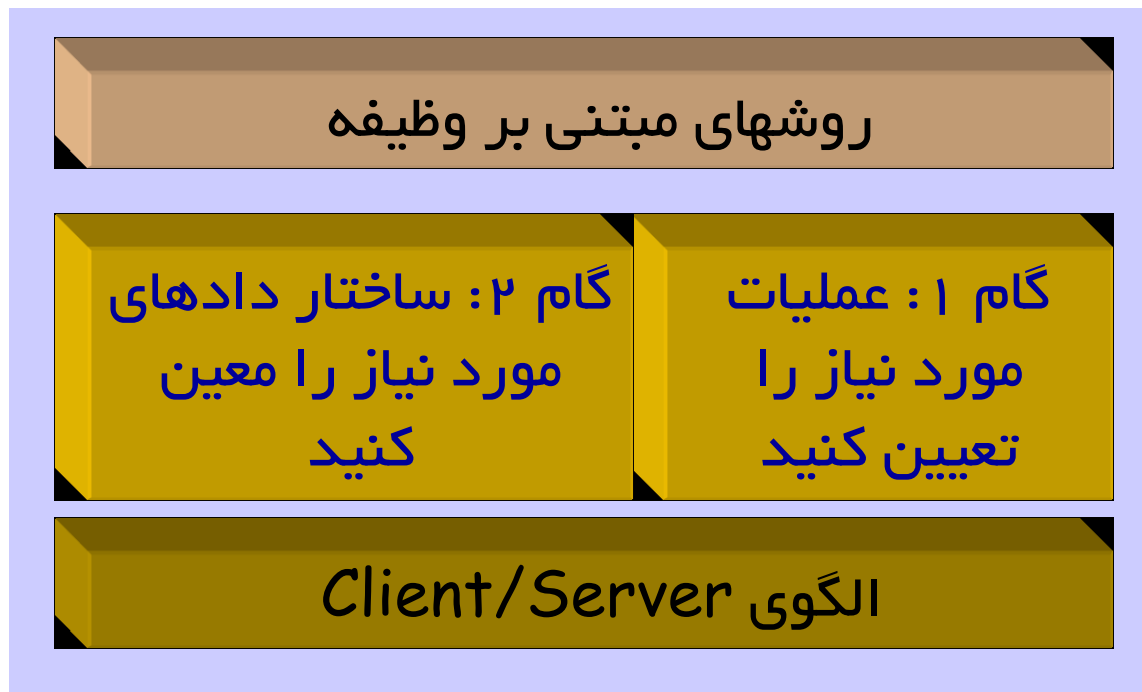 روشهای مبتنی بر وظیفه
گام ۱: عملیات
مورد نیاز را
تعیین کنید
گام ۲: ساختار دادهای
مورد نیاز را معین
کنید
الگوی Client/Server